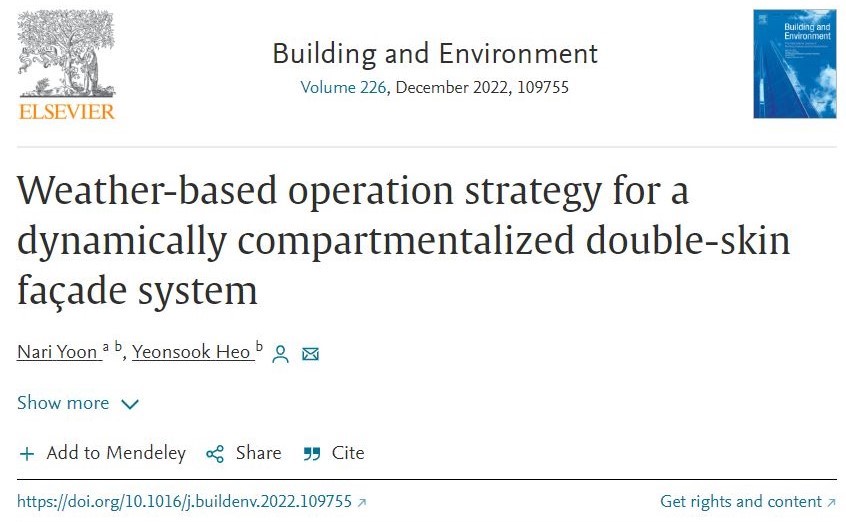 ELSEVIER
Building and Environment
Volume 226, December 2022, 109755
Building and
Environment
Weather-based operation strategy for a
dynamically compartmentalized double-skin
façade system
Nari Yoon a b, Yeonsook Heo b
Show more
+ Add to Mendeley Share Cite
https://doi.org/10.1016/j.buildenv.2022.109755 ↗ Get rights and content ↗